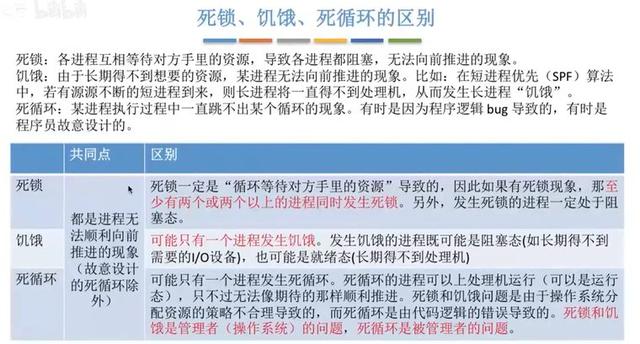 死锁、饥饿、死循环的区别
死锁：各进程互相等待对方手里的资源，导致各进程都阻塞，无法向前推进的现象。
饥饿：由于长期得不到想要的资源，某进程无法向前推进的现象。比如：在短进程优先（SPF）算法
中，若有源源不断的短进程到来，则长进程将一直得不到处理机，从而发生长进程“饥饿”。
死循环：某进程执行过程中一直跳不出某个循环的现象。有时是因为程序逻辑 bug 导致的，有时是
程序员故意设计的。
共同点
区别
死锁
都是进程无
法顺利向前
推进的现象
（故意设计
的死循环除
外）
死锁一定是“循环等待对方手里的资源”导致的，因此如果有死锁现象，那至
少有两个或两个以上的进程同时发生死锁。另外，发生死锁的进程一定处于阻
塞态。
饥饿
可能只有一个进程发生饥饿。发生饥饿的进程既可能是阻塞态(如长期得不到
需要的I/O设备)，也可能是就绪态(长期得不到处理机)
死循环
可能只有一个进程发生死循环。死循环的进程可以上处理机运行（可以是运行
态），只不过无法像期待的那样顺利推进。死锁和饥饿问题是由于操作系统分
配资源的策略不合理导致的，而死循环是由代码逻辑的错误导致的。死锁和饥
饿是管理者（操作系统）的问题，死循环是被管理者的问题。